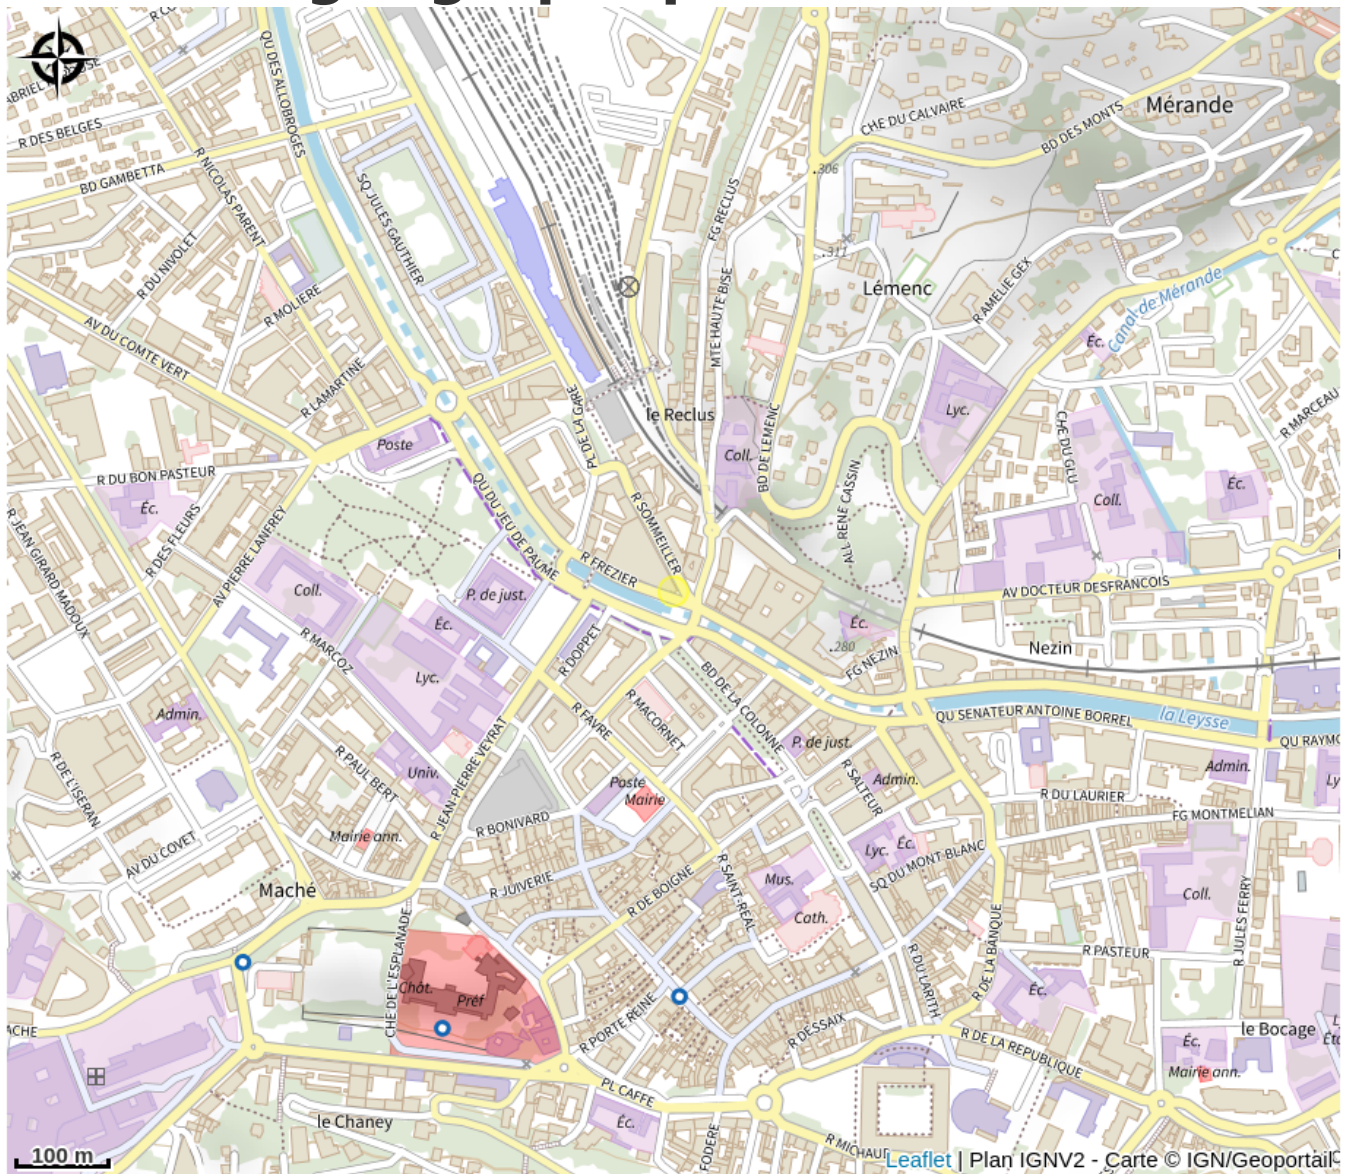 QU DES ALLOBROGES
R DES BELGES
BD GAMBETTA
R NICOLAS PARENT
SQ JULES GAUTHIER
R DU NIVOLET
R MOLIERE
AV DU COMTE VERT
R LAMARTINE
CHE DU CALVAIRE
BD DES MONTS
Mérande
.306
.311
FG RECLUS
Lémenc
R AMELIE GEX
Canal de Mérande
MTE HAUTE BISE
Éc.
PL DE LA GARE
le Reclus
Lyc.
R MARCEAU
CHE DU GLU
Poste
Coll.
BD DE LEMENC
R DU BON PASTEUR
QU DU JEU DE PAUME
R SOMMEILLER
ALL RENE CASSIN
Coll.
Éc.
Éc.
R JEAN GIRARD MADOUX
R DES FLEURS
AV PIERRE LANFREY
R FREZIER
AV DOCTEUR DESFRANCOIS
Coll.
P. de just.
Éc.
Éc.
R MARCOZ
R DOPPET
.280
FG NEZIN
Nezin
Lyc.
BD DE LA COLONNE
R MACORNET
R FAVRE
Admin.
QU SENATEUR ANTOINE BORREL
la Leysse
P. de just.
QU RAYMO
R DE L'ISERAN
R PAUL BERT
Univ.
R JEAN-PIERRE VEYRAT
R SALTEUR
Admin.
Admin.
Poste
Mairie
Ly
R DU LAURIER
FG MONTMELIAN
R BONIVARD
Mairie ann.
AV DU COVET
Lyc.
Éc.
SQ DU MONT-BLANC
Maché
R JUIVERIE
R DE BOIGNE
R SAINT-REAL
Mus.
Cath.
Coll.
R JULES FERRY
CHE DE L'ESPLANADE
R DU LARITH
R DE LA BANQUE
R PASTEUR
Chât.
Préf
Éc.
ACHE
R PORTE REINE
R DESSAIX
R DE LA REPUBLIQUE
Éc.
le Bocage
Mairie ann.
PL CAFFE
le Chaney
Éc.
R MICHAUD
100 m
Leaflet | Plan IGNV2 - Carte © IGN/Geoportail